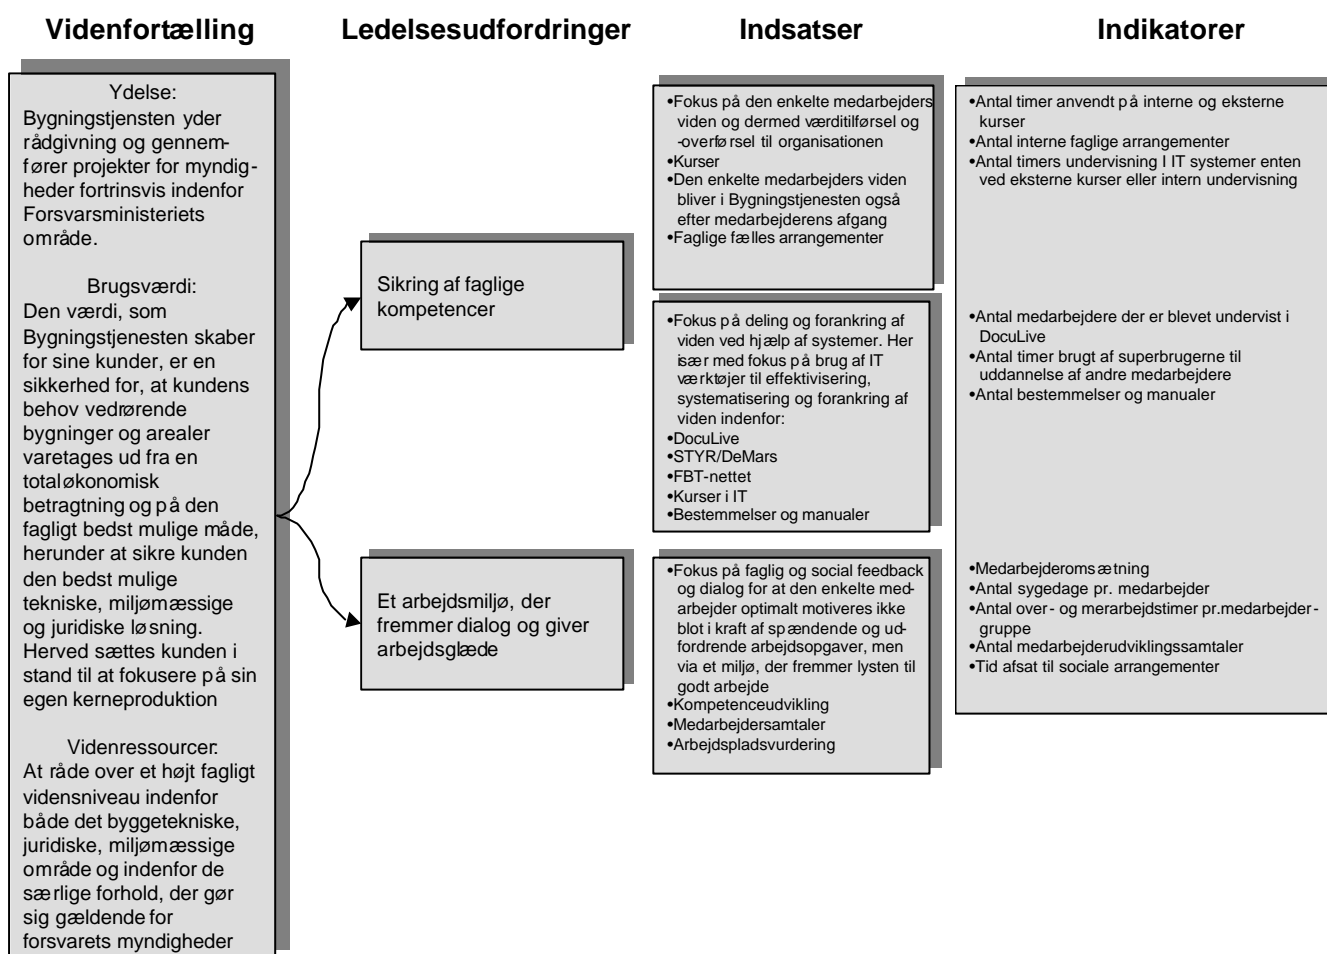 Videnfortælling
Ledelsesudfordringer
Indsatser
Indikatorer
Ydelse:
Bygningstjensten yder
rådgivning og gennem-
fører projekter for myndig-
heder fortrinsvis indenfor
Forsvarsministeriets
område.
Brugsværdi:
Den værdi, som
Bygningstjenesten skaber
for sine kunder, er en
sikkerhed for, at kundens
behov vedrørende
bygninger og arealer
varetages ud fra en
totaløkonomisk
betragtning og på den
fagligt bedst mulige måde,
herunder at sikre kunden
den bedst mulige
tekniske, miljømæssige
og juridiske løsning.
Herved sættes kunden i
stand til at fokusere på sin
egen kerneproduktion
Videnressourcer:
At råde over et højt fagligt
vidensniveau indenfor
både det byggetekniske,
juridiske, miljømæssige
område og indenfor de
særlige forhold, der gør
sig gældende for
forsvarets myndigheder
Sikring af faglige
kompetencer
Et arbejdsmiljø, der
fremmer dialog og giver
arbejdsglæde
•Fokus på den enkelte medarbejders
viden og dermed værditilførsel og
-overførsel til organisationen
•Kurser
•Den enkelte medarbejders viden
bliver i Bygningstjenesten også
efter medarbejderens afgang
•Faglige fælles arrangementer
•Fokus på deling og forankring af
viden ved hjælp af systemer. Her
især med fokus på brug af IT
værktøjer til effektivisering,
systematisering og forankring af
viden indenfor:
•DocuLive
•STYR/DeMars
•FBT-nettet
•Kurser i IT
•Bestemmelser og manualer
•Fokus på faglig og social feedback
og dialog for at den enkelte med-
arbejder optimalt motiveres ikke
blot i kraft af spændende og ud-
fordrende arbejdsopgaver, men
via et miljø, der fremmer lysten til
godt arbejde
•Kompetenceudvikling
•Medarbejdersamtaler
•Arbejdspladsvurdering
•Antal timer anvendt på interne og eksterne
kurser
•Antal interne faglige arrangementer
•Antal timers undervisning I IT systemer enten
ved eksterne kurser eller intern undervisning
•Antal medarbejdere der er blevet undervist i
DocuLive
•Antal timer brugt af superbrugerne til
uddannelse af andre medarbejdere
•Antal bestemmelser og manualer
•Medarbejderomsætning
•Antal sygedage pr. medarbejder
•Antal over- og merarbejdstimer pr.medarbejder-
gruppe
•Antal medarbejderudviklingssamtaler
•Tid afsat til sociale arrangementer